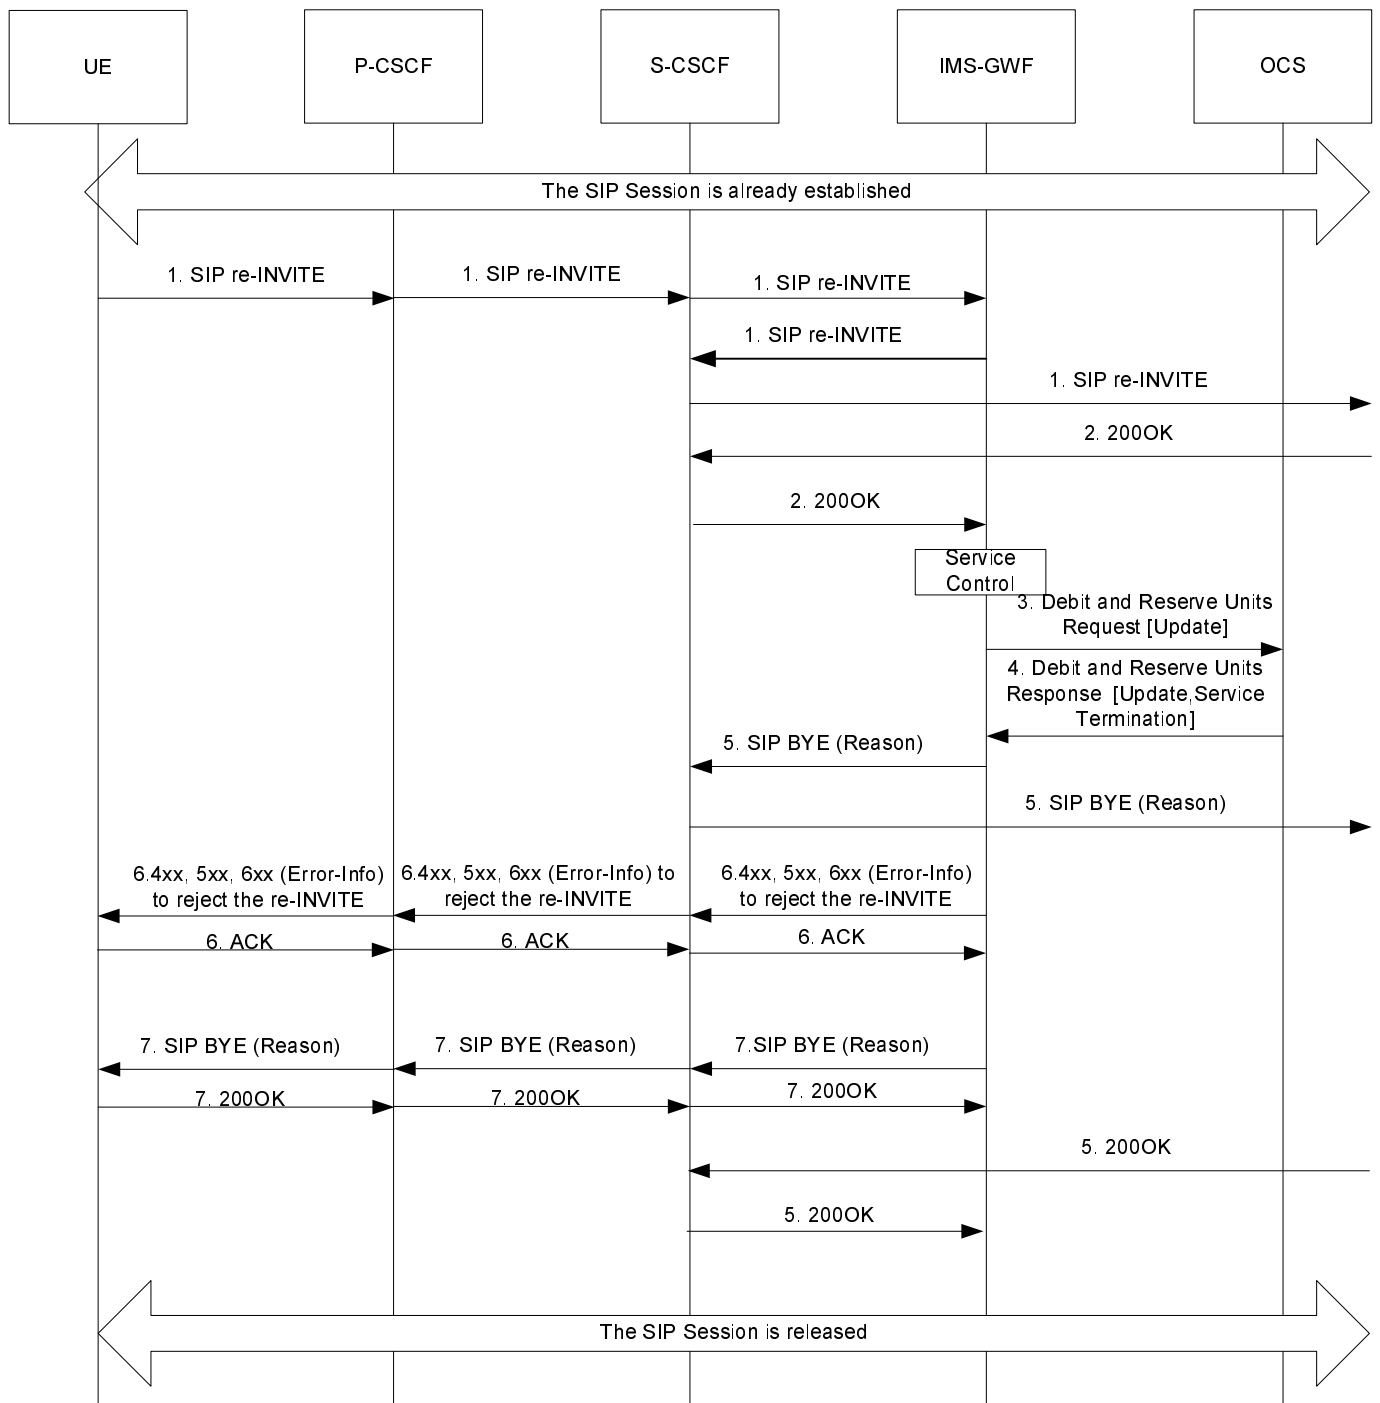 UE
P-CSCF
S-CSCF
IMS-GWF
OCS
The SIP Session is already established
1. SIP re-INVITE
1. SIP re-INVITE
1. SIP re-INVITE
1. SIP re-INVITE
1. SIP re-INVITE
2. 200OK
2. 200OK
Service
Control
3. Debit and Reserve Units
Request [Update]
4. Debit and Reserve Units
Response [Update,Service
Termination]
5. SIP BYE (Reason)
5. SIP BYE (Reason)
6.4xx, 5xx, 6xx (Error-Info)
to reject the re-INVITE
6.4xx, 5xx, 6xx (Error-Info) to
reject the re-INVITE
6.4xx, 5xx, 6xx (Error-Info)
to reject the re-INVITE
6. ACK
6. ACK
6. ACK
7. SIP BYE (Reason)
7. SIP BYE (Reason)
7.SIP BYE (Reason)
7. 200OK
7. 200OK
7. 200OK
5. 200OK
5. 200OK
The SIP Session is released